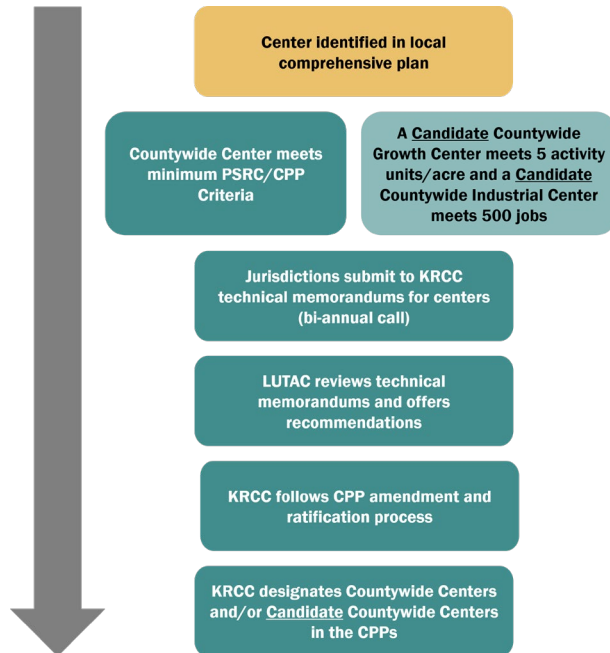 Center identified in local
comprehensive plan
Countywide Center meets
minimum PSRC/CPP
Criteria
A Candidate Countywide
Growth Center meets 5 activity
units/acre and a Candidate
Countywide Industrial Center
meets 500 jobs
Jurisdictions submit to KRCC
technical memorandums for centers
(bi-annual call)
LUTAC reviews technical
memorandums and offers
recommendations
KRCC follows CPP amendment and
ratification process
KRCC designates Countywide Centers
and/or Candidate Countywide Centers
in the CPPs